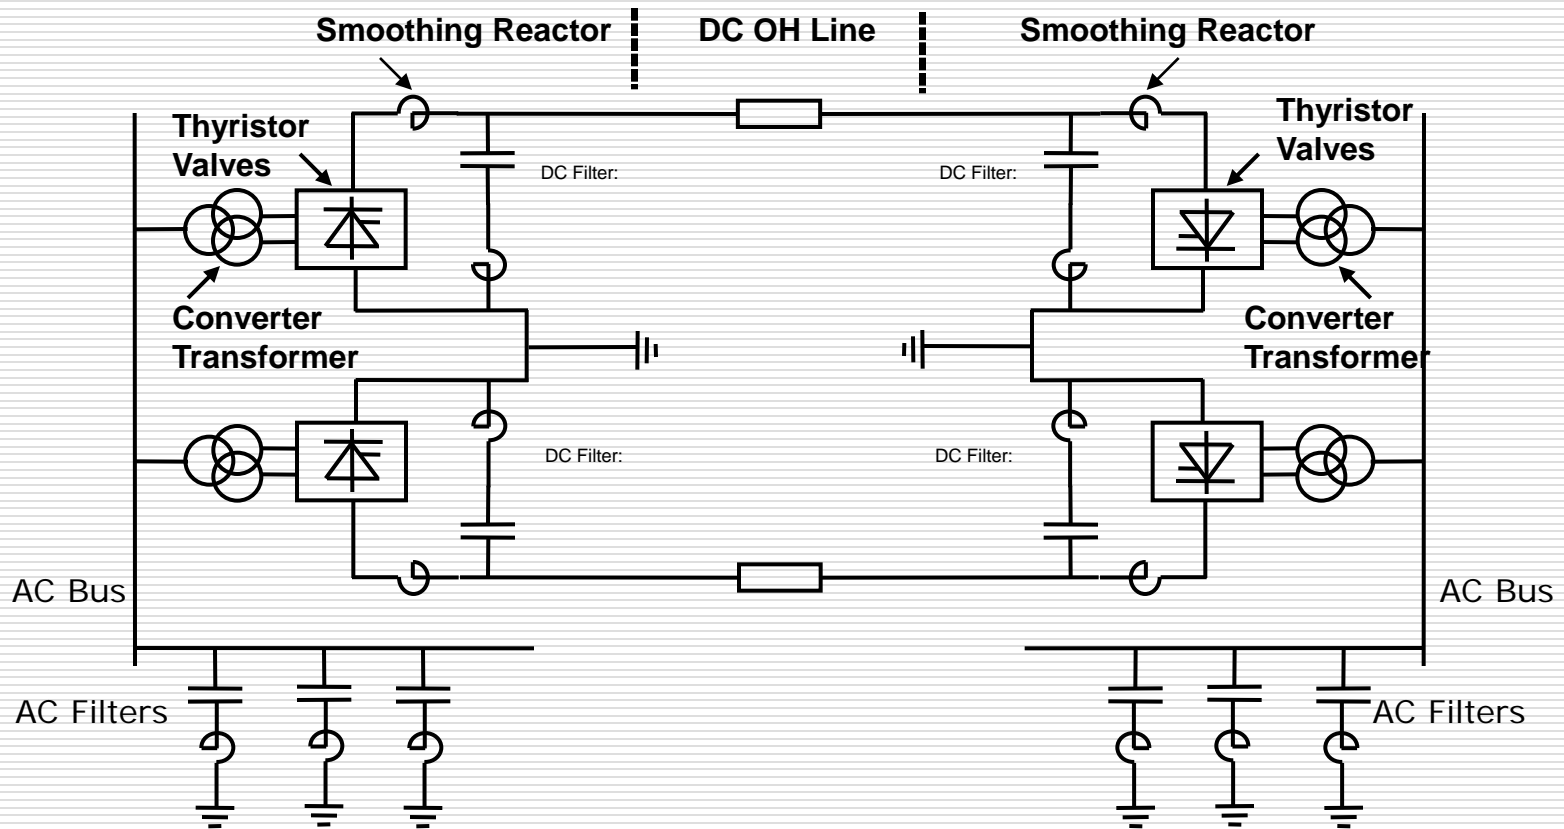 Smoothing Reactor
DC OH Line
Smoothing Reactor
Thyristor
Valves
Thyristor
Valves
DC Filter:
DC Filter:
Converter
Transformer
Converter
Transformer
DC Filter:
DC Filter:
AC Bus
AC Bus
AC Filters
AC Filters